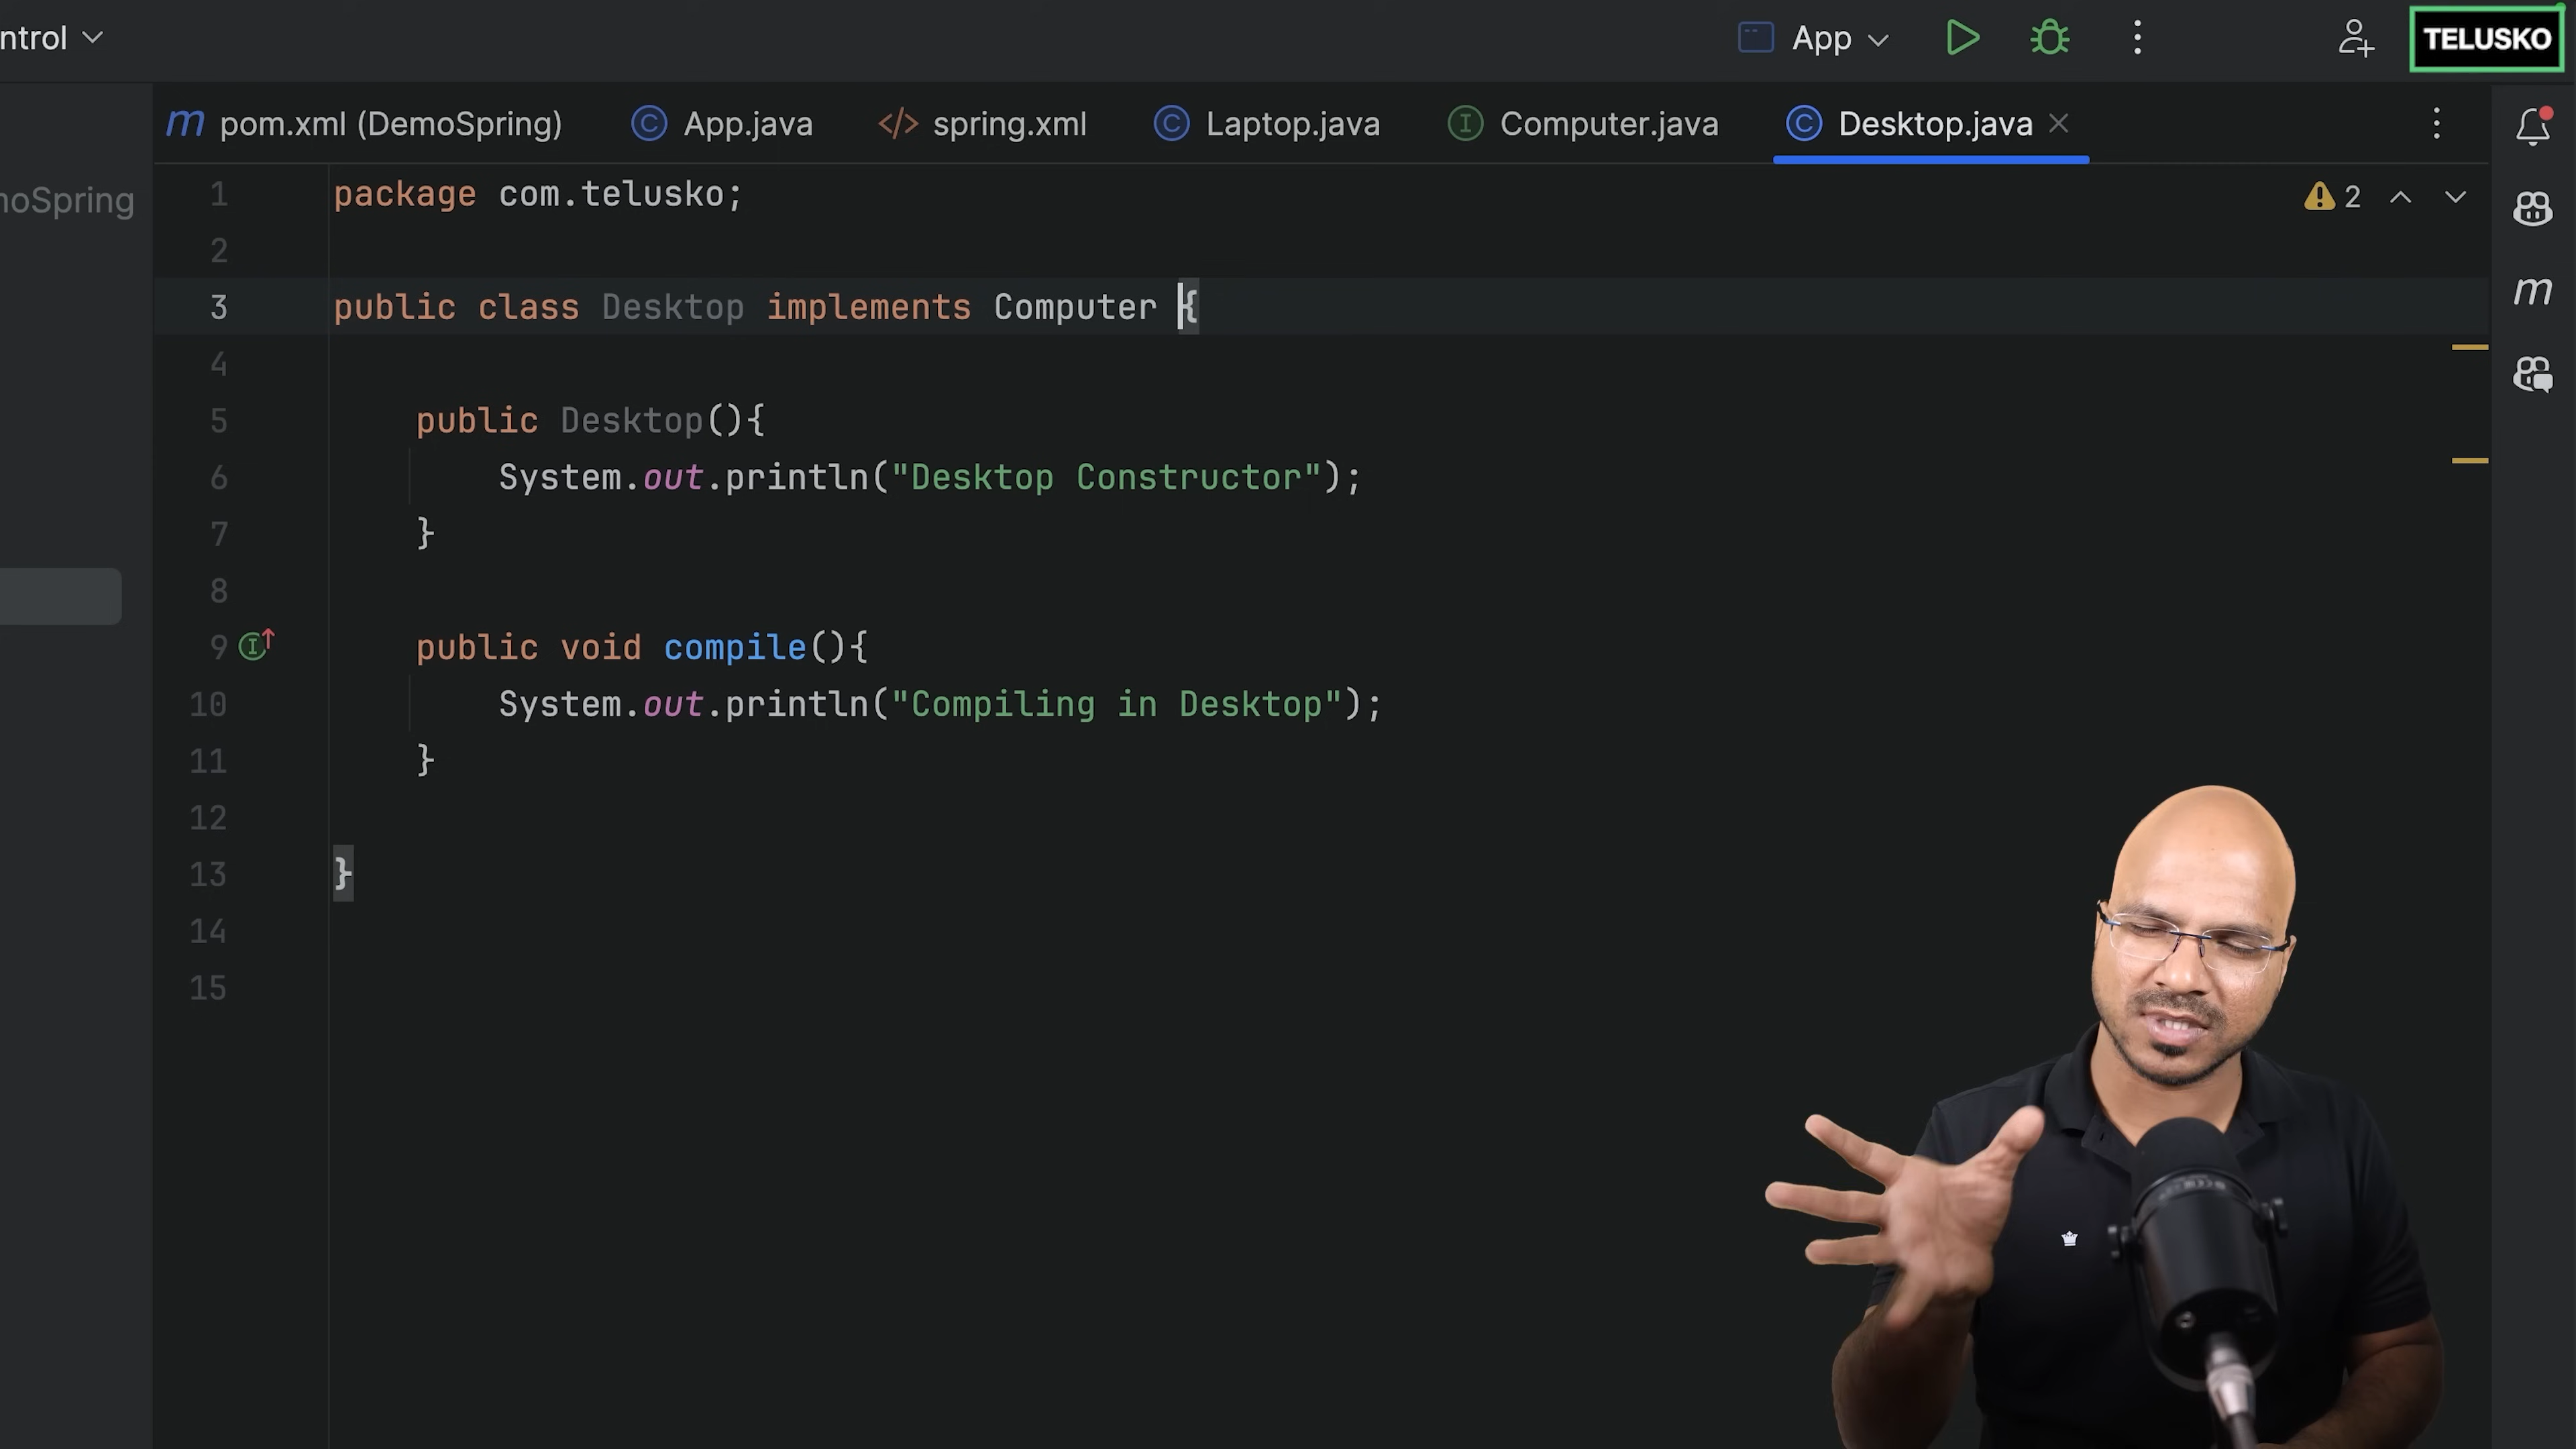 ntrol
App
TELUSKO
m pom.xml (DemoSpring) C App.java </> spring.xml C Laptop.java I Computer.java C Desktop.java
noSpring
2
m
1 package com.telusko;
2
3 public class Desktop implements Computer {
4
5 public Desktop(){
6 System.out.println("Desktop Constructor");
7 }
8
9 public void compile(){
10 System.out.println("Compiling in Desktop");
11 }
12
13 }
14
15